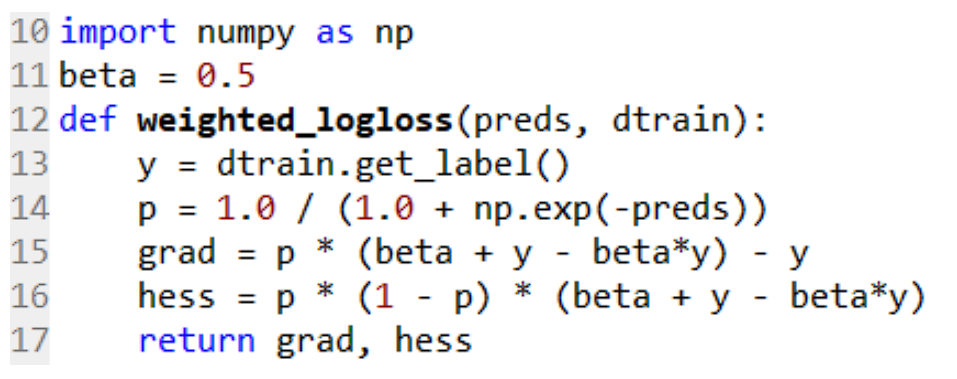 10 import numpy as np
11 beta = 0.5
12 def weighted_logloss(preds, dtrain):
13     y = dtrain.get_label()
14     p = 1.0 / (1.0 + np.exp(-preds))
15     grad = p * (beta + y - beta*y) - y
16     hess = p * (1 - p) * (beta + y - beta*y)
17     return grad, hess